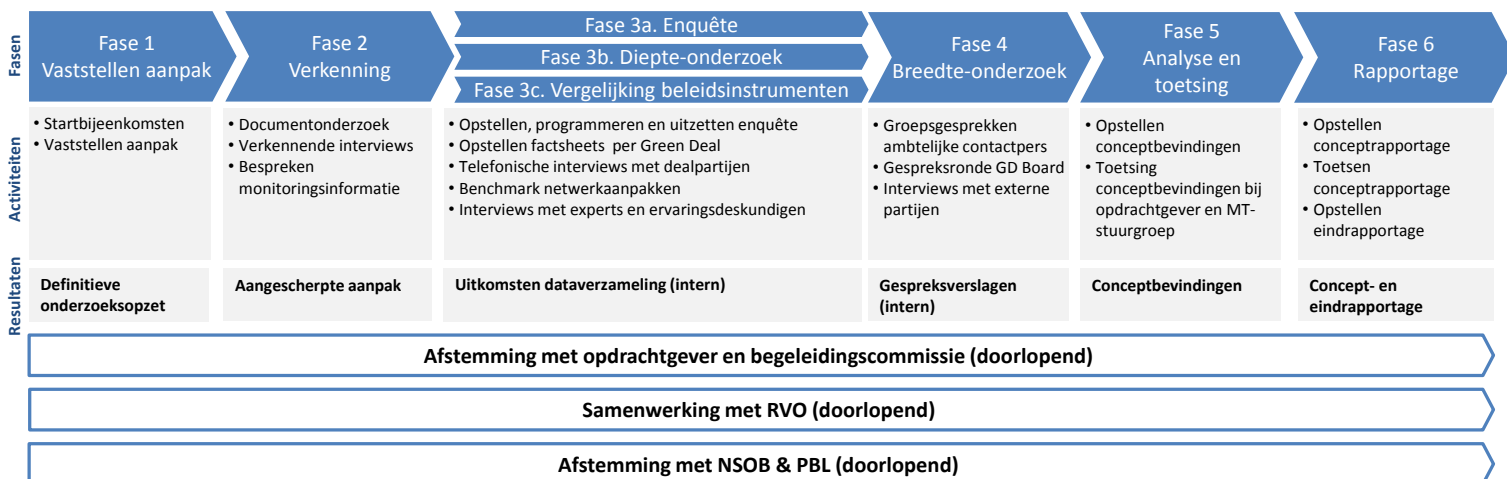 Fasen
Fase 1
Vaststellen aanpak
Fase 2
Verkenning
Fase 3a. Enquête
Fase 3b. Diepte-onderzoek
Fase 3c. Vergelijking beleidsinstrumenten
Fase 4
Breedte-onderzoek
Fase 5
Analyse en
toetsing
Fase 6
Rapportage
Activiteiten
• Startbijeenkomsten
• Vaststellen aanpak
• Documentonderzoek
• Verkennende interviews
• Bespreken
monitoringsinformatie
• Opstellen, programmeren en uitzetten enquête
• Opstellen factsheets per Green Deal
• Telefonische interviews met dealpartijen
• Benchmark netwerkaanpakken
• Interviews met experts en ervaringsdeskundigen
• Groepsgesprekken
ambtelijke contactpers
• Gespreksronde GD Board
• Interviews met externe
partijen
• Opstellen
conceptbevindingen
• Toetsing
conceptbevindingen bij
opdrachtgever en MT-
stuurgroep
• Opstellen
conceptrapportage
• Toetsen
conceptrapportage
• Opstellen
eindrapportage
Resultaten
Definitieve
onderzoeksopzet
Aangescherpte aanpak
Uitkomsten dataverzameling (intern)
Gespreksverslagen
(intern)
Conceptbevindingen
Concept- en
eindrapportage
Afstemming met opdrachtgever en begeleidingscommissie (doorlopend)
Samenwerking met RVO (doorlopend)
Afstemming met NSOB & PBL (doorlopend)